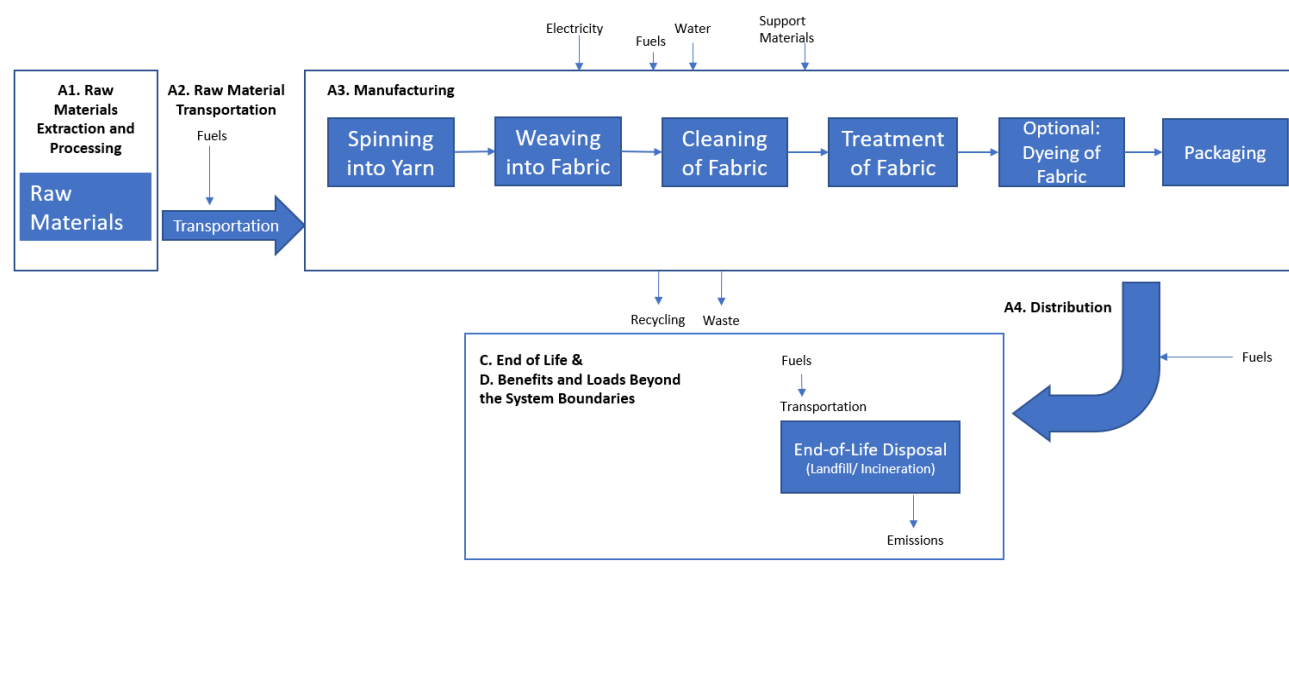 Electricity
Fuels
Water
Support
Materials
A1. Raw
Materials
Extraction and
Processing
Raw
Materials
A2. Raw Material
Transportation
Fuels
Transportation
A3. Manufacturing
Spinning
into Yarn
Weaving
into Fabric
Cleaning
of Fabric
Treatment
of Fabric
Optional:
Dyeing of
Fabric
Packaging
Recycling
Waste
A4. Distribution
Fuels
C. End of Life &
D. Benefits and Loads Beyond
the System Boundaries
Fuels
Transportation
End-of-Life Disposal
(Landfill/ Incineration)
Emissions